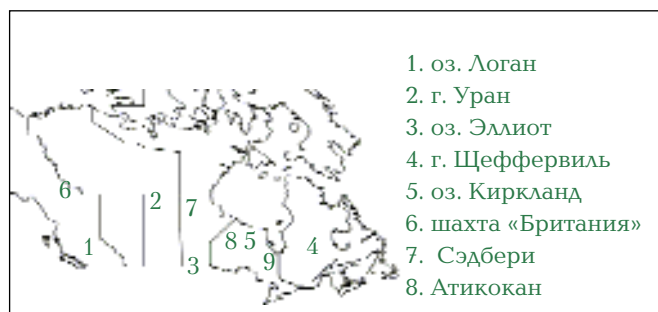 1. оз. Логан
2. г. Уран
3. оз. Эллиот
4. г. Щеффервиль
5. оз. Киркланд
6. шахта «Британия»
7. Сэдбери
8. Атикокан
6
2
7
8 5
4
1
3
9